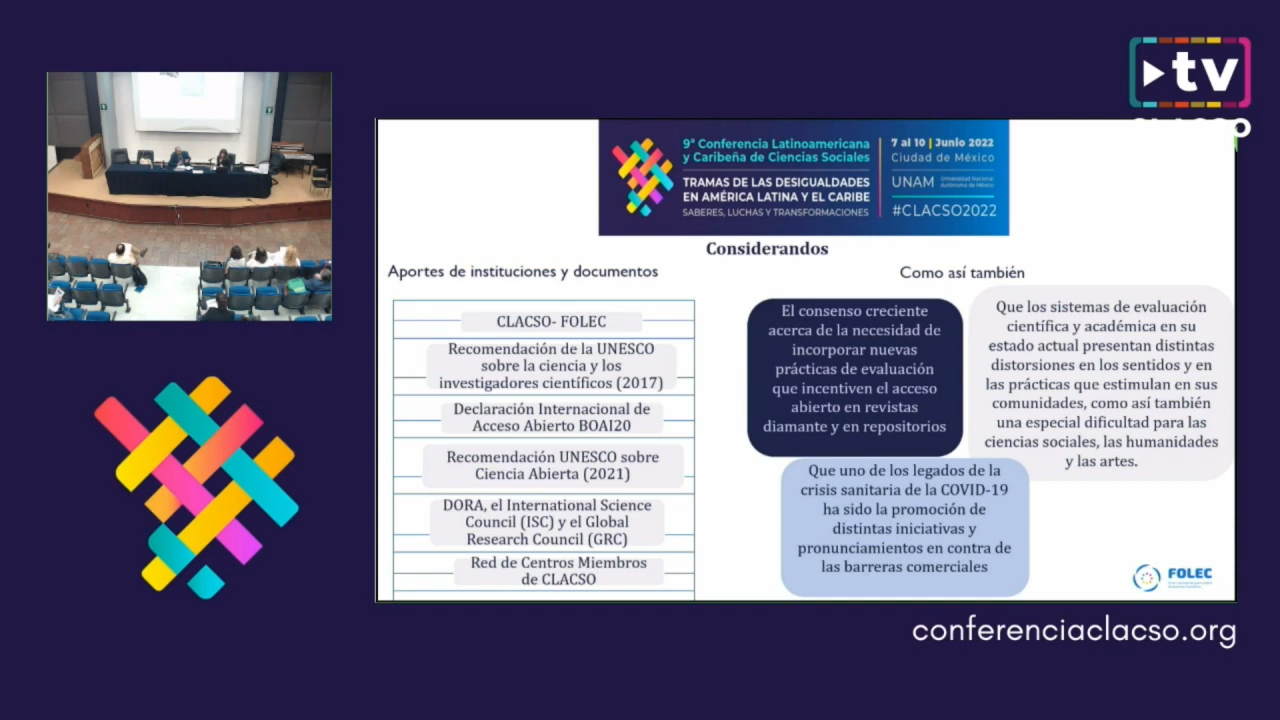 tv
CLACSO
9ª Conferencia Latinoamericana
y Caribeña de Ciencias Sociales
TRAMAS DE LAS DESIGUALDADES
EN AMÉRICA LATINA Y EL CARIBE
SABERES, LUCHAS Y TRANSFORMACIONES
7 al 10 | Junio 2022
Ciudad de México
UNAM Universidad Nacional
Autónoma de México
#CLACSO2022
Considerandos
Aportes de instituciones y documentos
CLACSO- FOLEC
Recomendación de la UNESCO
sobre la ciencia y los
investigadores científicos (2017)
Declaración Internacional de
Acceso Abierto BOAI20
Recomendación UNESCO sobre
Ciencia Abierta (2021)
DORA, el International Science
Council (ISC) y el Global
Research Council (GRC)
Red de Centros Miembros
de CLACSO
Como así también
El consenso creciente
acerca de la necesidad de
incorporar nuevas
prácticas de evaluación
que incentiven el acceso
abierto en revistas
diamante y en repositorios
Que los sistemas de evaluación
científica y académica en su
estado actual presentan distintas
distorsiones en los sentidos y en
las prácticas que estimulan en sus
comunidades, como así también
una especial dificultad para las
ciencias sociales, las humanidades
y las artes.
Que uno de los legados de la
crisis sanitaria de la COVID-19
ha sido la promoción de
distintas iniciativas y
pronunciamientos en contra de
las barreras comerciales
FOLEC
conferenciaclacso.org